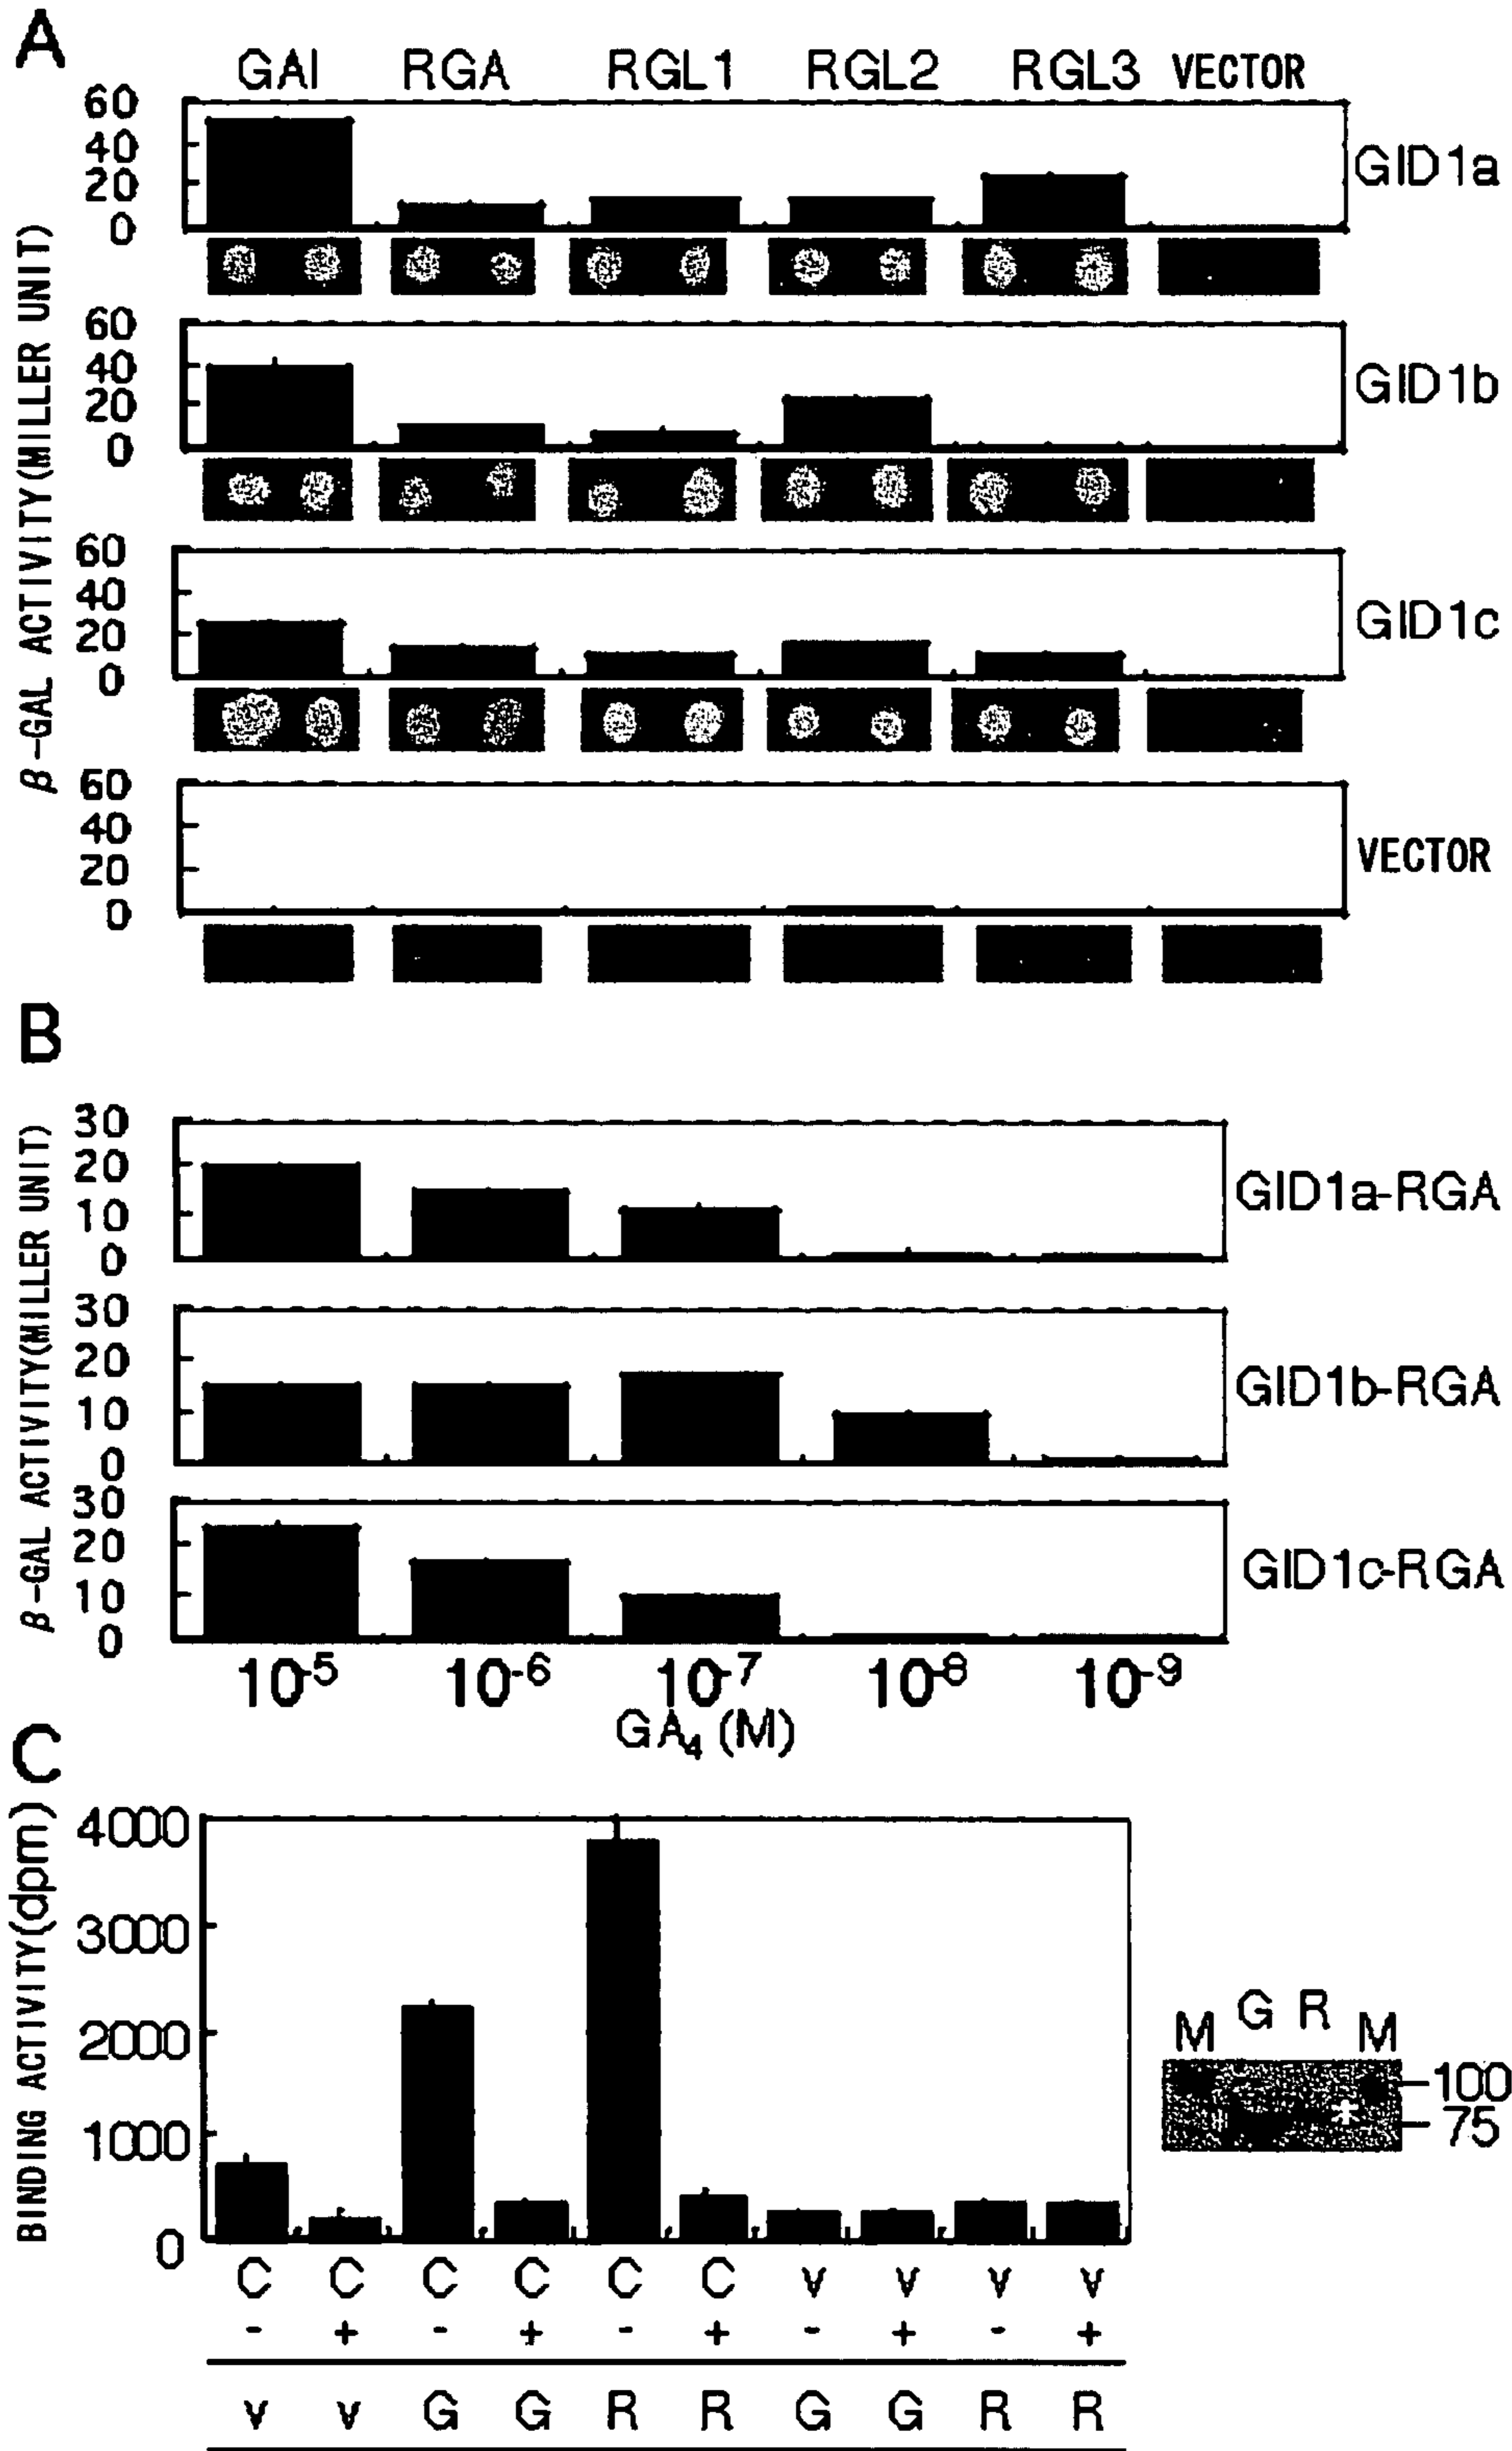 A
GAI RGA RGL1 RGL2 RGL3 VECTOR
β-GAL ACTIVITY(MILLER UNIT)
60
40
20
0
GID1a
60
40
20
0
GID1b
60
40
20
0
GID1c
60
40
20
0
VECTOR
B
β-GAL ACTIVITY(MILLER UNIT)
30
20
10
0
GID1a-RGA
30
20
10
0
GID1b-RGA
30
20
10
0
GID1c-RGA
10-5 10-6 10-7 10-8 10-9
GA4 (M)
C
BINDING ACTIVITY(dpm)
4000
3000
2000
1000
0
C C C C C C v v v v
- + - + - + - + - +
v v G G R R G G R R
M G R M
100
75
*